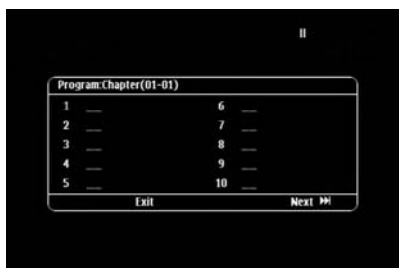 Program:Chapter(01-01)
1 __ 6 __
2 __ 7 __
3 __ 8 __
4 __ 9 __
5 __ 10 __
Exit Next ⏭